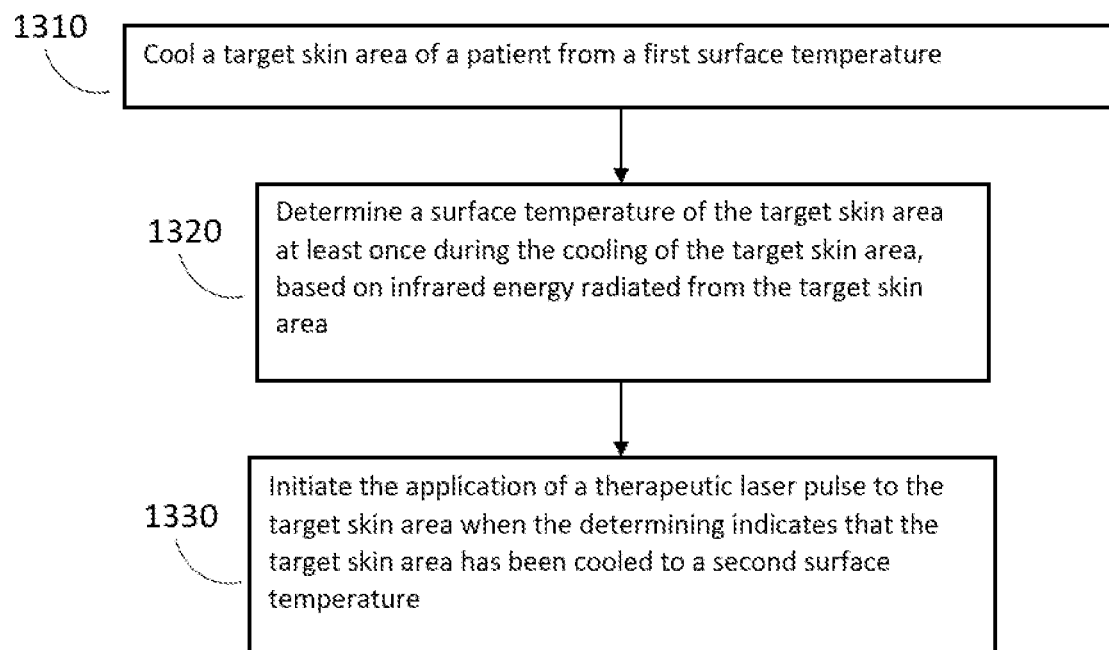 1310
Cool a target skin area of a patient from a first surface temperature
1320
Determine a surface temperature of the target skin area
at least once during the cooling of the target skin area,
based on infrared energy radiated from the target skin
area
1330
Initiate the application of a therapeutic laser pulse to the
target skin area when the determining indicates that the
target skin area has been cooled to a second surface
temperature